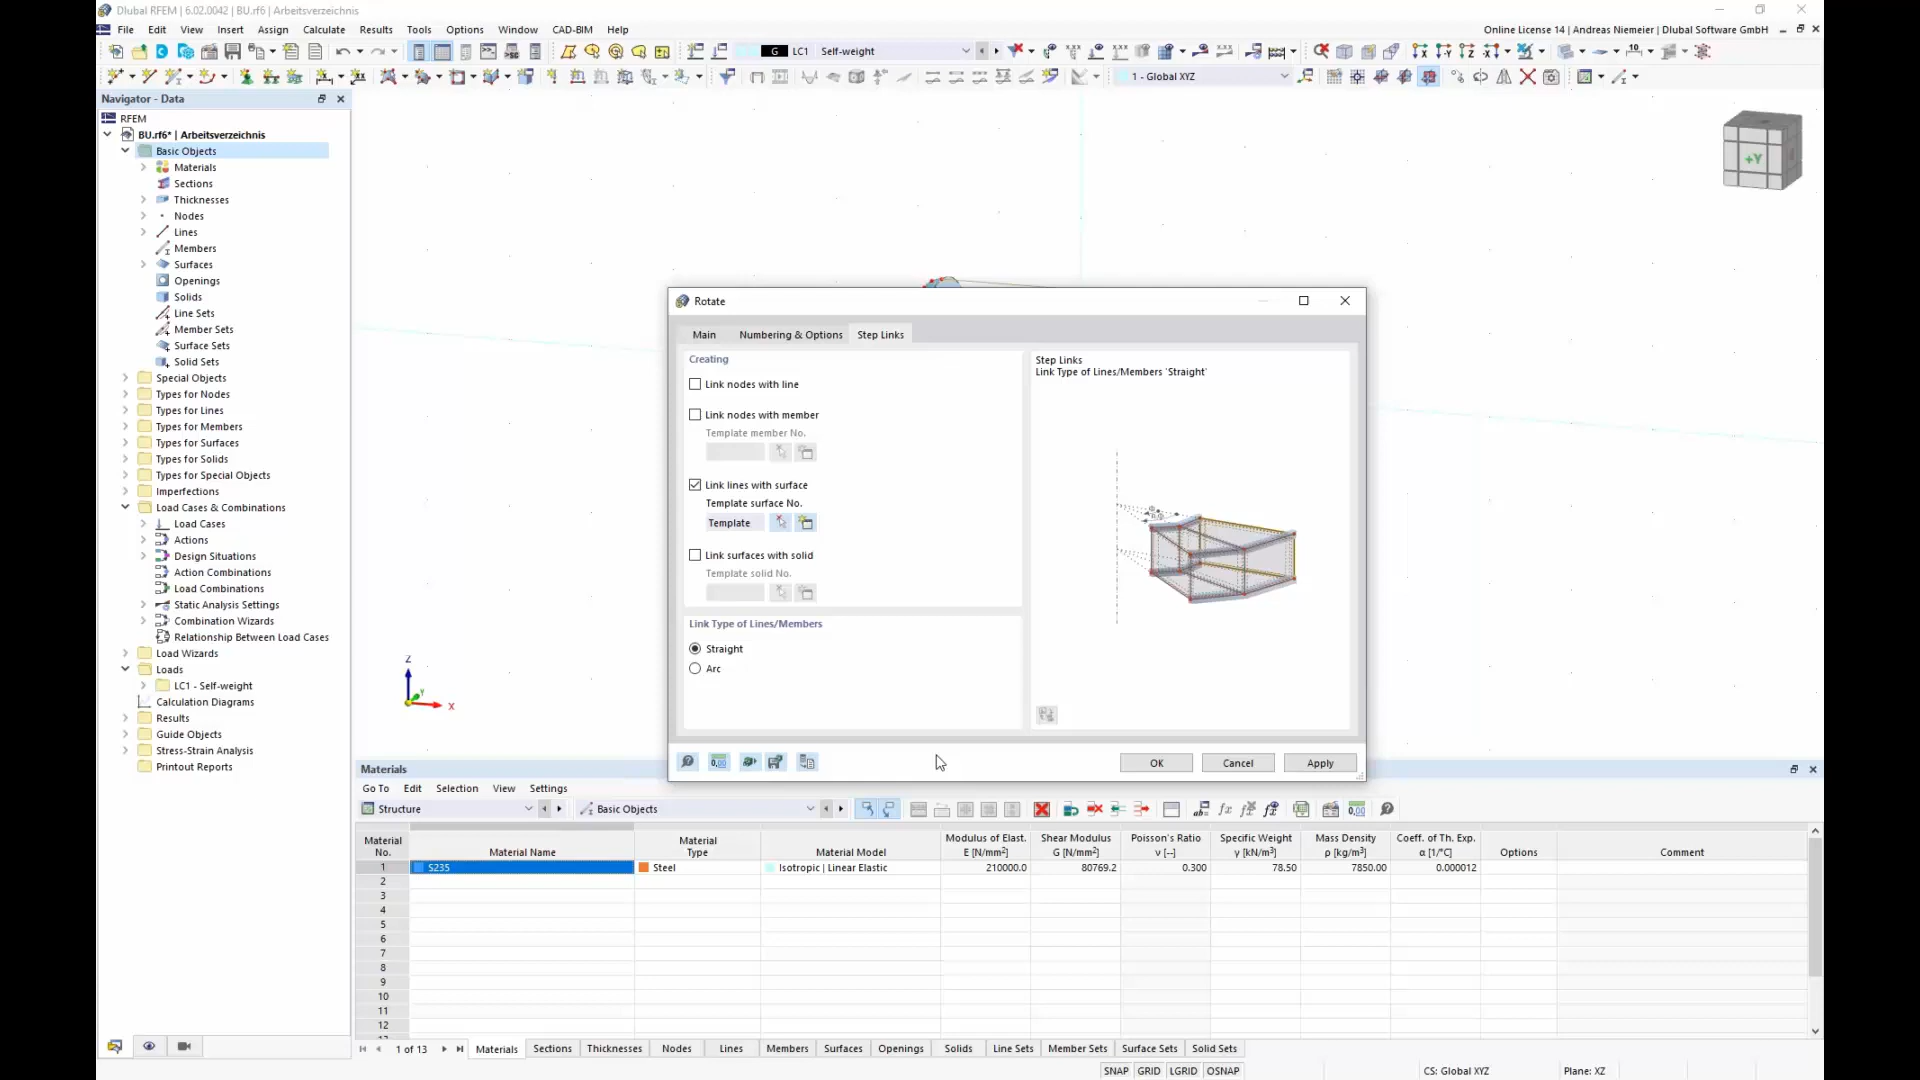 Dlubal RFEM | 6.02.0042 | BU.rf6 | Arbeitsverzeichnis
File Edit View Insert Assign Calculate Results Tools Options Window CAD-BIM Help
Online License 14 | Andreas Niemeier | Dlubal Software GmbH
G LC1 Self-weight
1 - Global XYZ
Navigator - Data
RFEM
BU.rf6* | Arbeitsverzeichnis
Basic Objects
Materials
Sections
Thicknesses
Nodes
Lines
Members
Surfaces
Openings
Solids
Line Sets
Member Sets
Surface Sets
Solid Sets
Special Objects
Types for Nodes
Types for Lines
Types for Members
Types for Surfaces
Types for Solids
Types for Special Objects
Imperfections
Load Cases & Combinations
Load Cases
Actions
Design Situations
Action Combinations
Load Combinations
Static Analysis Settings
Combination Wizards
Relationship Between Load Cases
Load Wizards
Loads
LC1 - Self-weight
Calculation Diagrams
Results
Guide Objects
Stress-Strain Analysis
Printout Reports
+Y
Z
Y
X
Rotate
Main Numbering & Options Step Links
Creating
Link nodes with line
Link nodes with member
Template member No.
Link lines with surface
Template surface No.
Template
Link surfaces with solid
Template solid No.
Link Type of Lines/Members
Straight
Arc
Step Links
Link Type of Lines/Members 'Straight'
OK Cancel Apply
Materials
Go To Edit Selection View Settings
Structure
Basic Objects
Material No. Material Name Material Type Material Model Modulus of Elast. E [N/mm²] Shear Modulus G [N/mm²] Poisson's Ratio ν [--] Specific Weight γ [kN/m³] Mass Density ρ [kg/m³] Coeff. of Th. Exp. α [1/°C] Options Comment
1 S235 Steel Isotropic | Linear Elastic 210000.0 80769.2 0.300 78.50 7850.00 0.000012
2
3
4
5
6
7
8
9
10
11
12
1 of 13 Materials Sections Thicknesses Nodes Lines Members Surfaces Openings Solids Line Sets Member Sets Surface Sets Solid Sets
SNAP GRID LGRID OSNAP CS: Global XYZ Plane: XZ